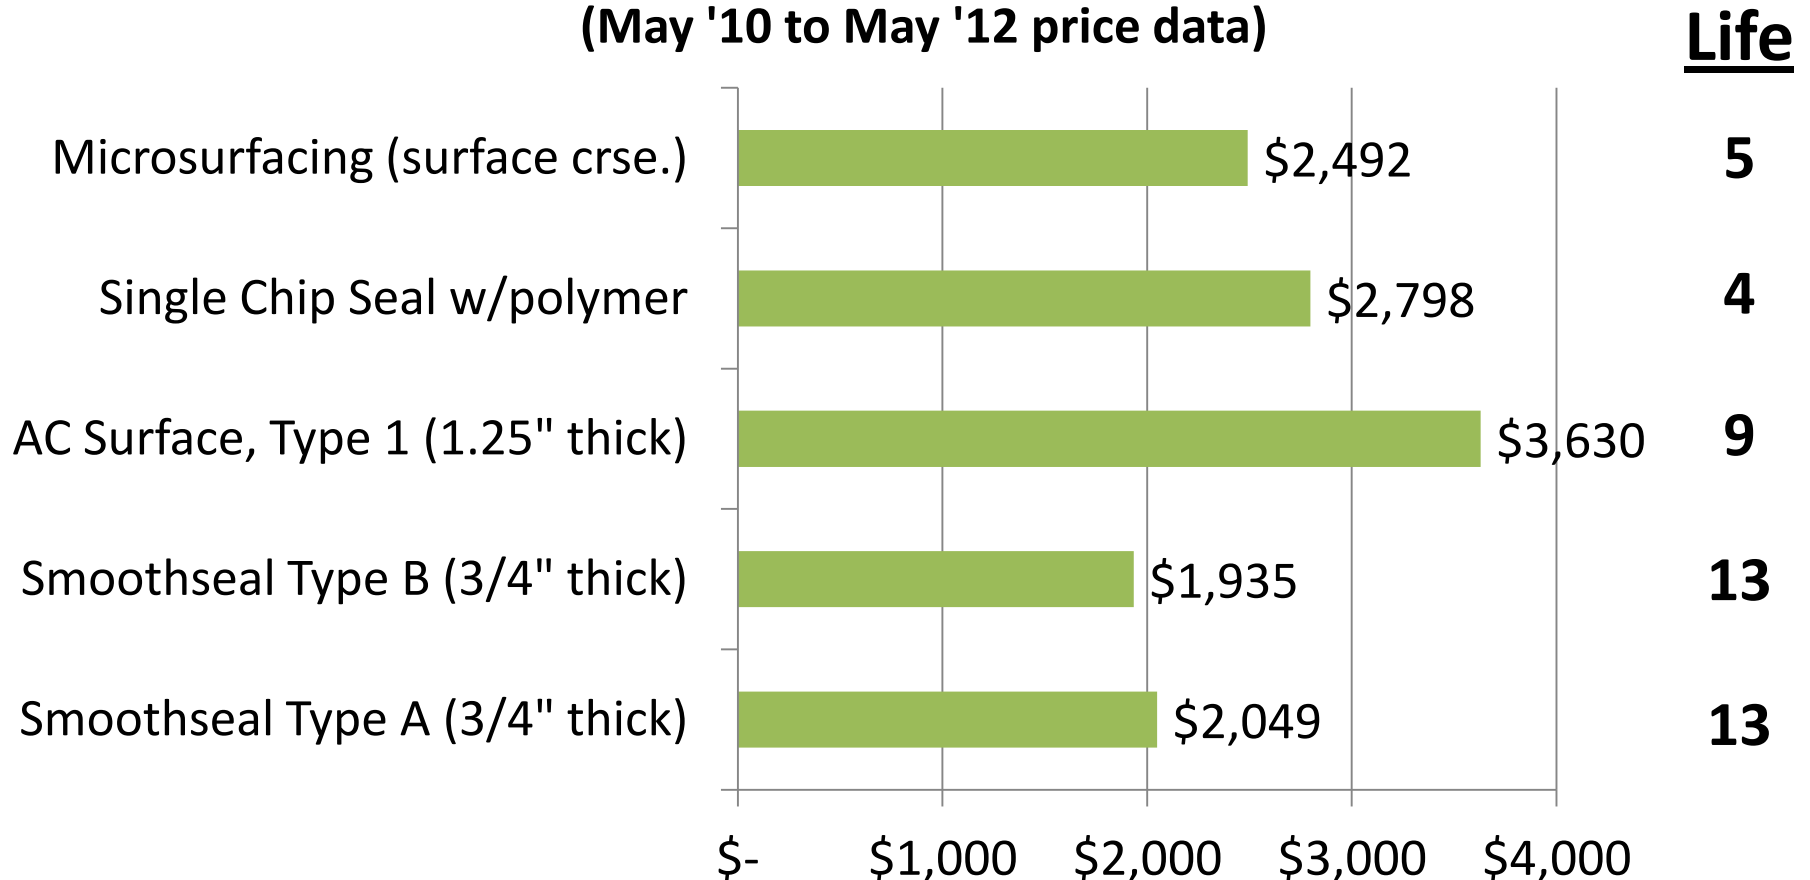 (May '10 to May '12 price data)
Life
Microsurfacing (surface crse.) $2,492 5
Single Chip Seal w/polymer $2,798 4
AC Surface, Type 1 (1.25" thick) $3,630 9
Smoothseal Type B (3/4" thick) $1,935 13
Smoothseal Type A (3/4" thick) $2,049 13
$- $1,000 $2,000 $3,000 $4,000